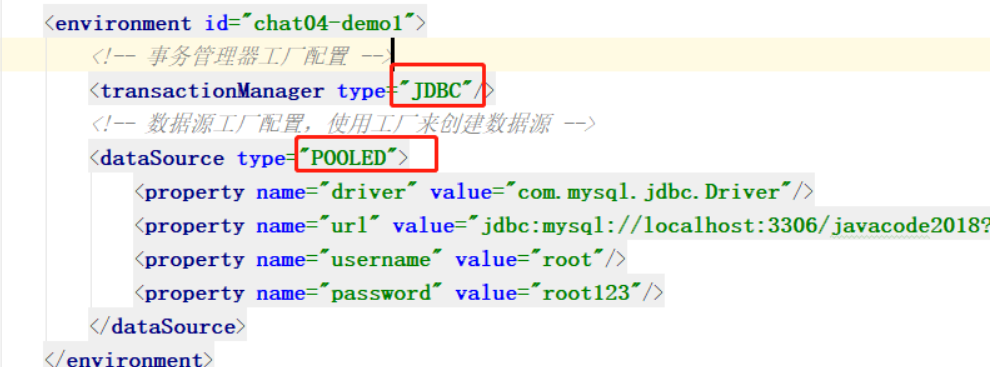 <environment id="chat04-demo1">
<!-- 事务管理器工厂配置 -->
<transactionManager type="JDBC"/>
<!-- 数据源工厂配置，使用工厂来创建数据源 -->
<dataSource type="POOLED">
<property name="driver" value="com.mysql.jdbc.Driver"/>
<property name="url" value="jdbc:mysql://localhost:3306/javacode2018?
<property name="username" value="root"/>
<property name="password" value="root123"/>
</dataSource>
</environment>